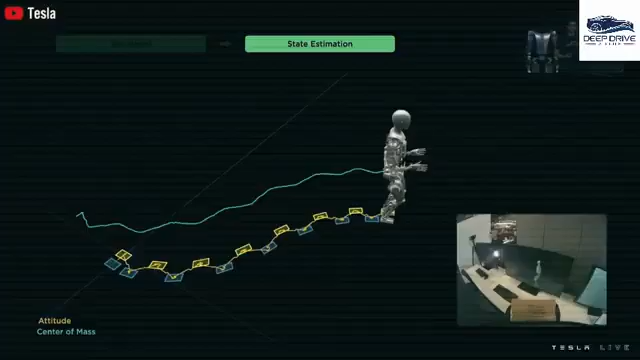 Tesla
State Estimation
DEEP DRIVE
Attitude
Center of Mass
TESLA LIVE